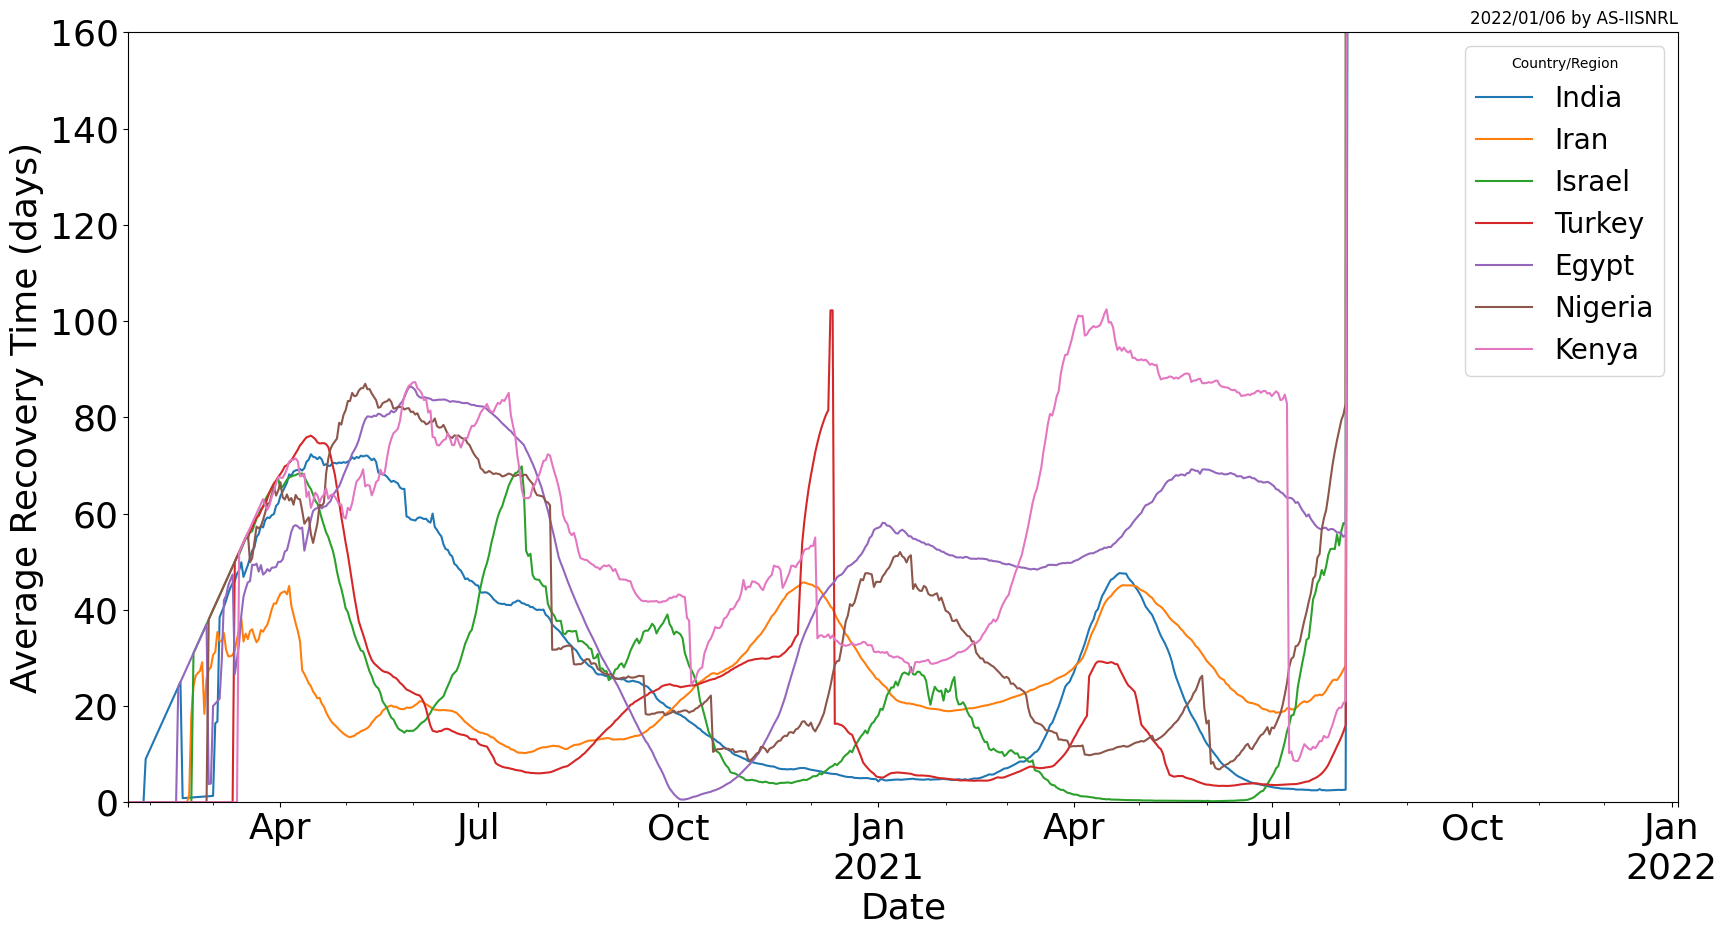 2022/01/06 by AS-IISNRL
160
140
120
100
80
60
40
20
0
Average Recovery Time (days)
Country/Region
India
Iran
Israel
Turkey
Egypt
Nigeria
Kenya
Apr
Jul
Oct
Jan
2021
Apr
Jul
Oct
Jan
2022
Date